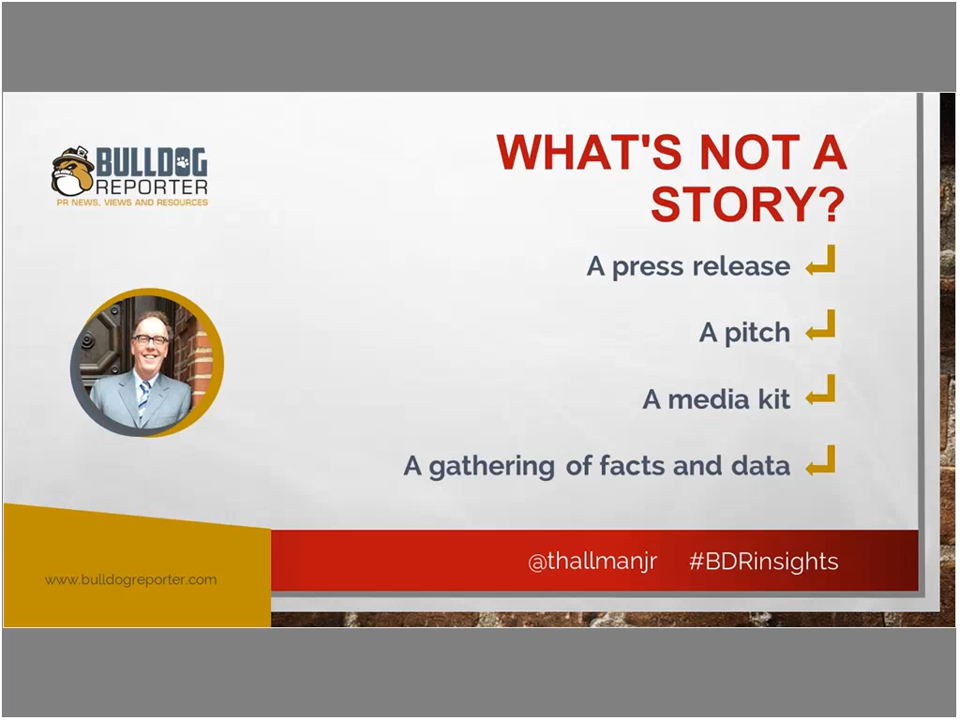 BULLDOG
REPORTER
PR NEWS, VIEWS AND RESOURCES
WHAT'S NOT A
STORY?
A press release
A pitch
A media kit
A gathering of facts and data
www.bulldogreporter.com
@thallmanjr #BDRinsights